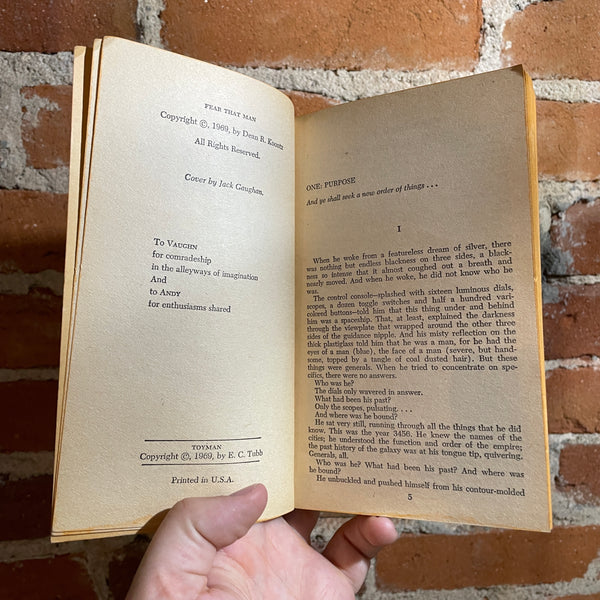 FEAR THAT MAN
Copyright ©, 1969, by Dean R. Koontz
All Rights Reserved.
Cover by Jack Gaughan.
To VAUGHN
for comradeship
in the alleyways of imagination
And
to ANDY
for enthusiasms shared
TOYMAN
Copyright ©, 1969, by E. C. Tubb
Printed in U.S.A.
ONE: PURPOSE
And ye shall seek a new order of things . . .
I
When he woke from a featureless dream of silver, there
was nothing but endless blackness on three sides, a black-
ness so intense that it almost coughed out a breath and
nearly moved. And when he woke, he did not know who he
was.
The control console—splashed with sixteen luminous dials,
scopes, a dozen toggle switches and half a hundred vari-
colored buttons—told him that this thing under and behind
him was a spaceship. That, at least, explained the darkness
through the viewplate that wrapped around the other three
sides of the guidance nipple. And his misty reflection on the
thick plastiglass told him he was a man, for he had the
eyes of a man (blue), the face of a man (severe, but hand-
some, topped by a tangle of coal dusted hair). But these
things were generals. When he tried to concentrate on spe-
cifics, there were no answers.
Who was he?
The dials only wavered in answer.
What had been his past?
Only the scopes, pulsating. . . .
And where was he bound?
He sat very still, running through all the things that he did
know. This was the year 3456. He knew the names of the
cities; he understood the function and order of the empire;
the past history of the galaxy was at his tongue tip, quivering.
Generals, all.
Who was he? What had been his past? And where was
he bound?
He unbuckled and pushed himself from his contour-molded
5